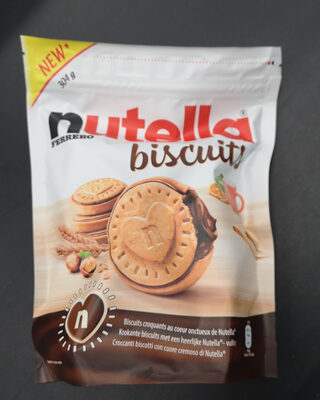 NEW*
304 g
nutella®
FERRERO
biscuits
n
n
Biscuits croquants au coeur onctueux de Nutella®
Krokante biscuits met een heerlijke Nutella®- vulling
Croccanti biscotti con cuore cremoso di Nutella®